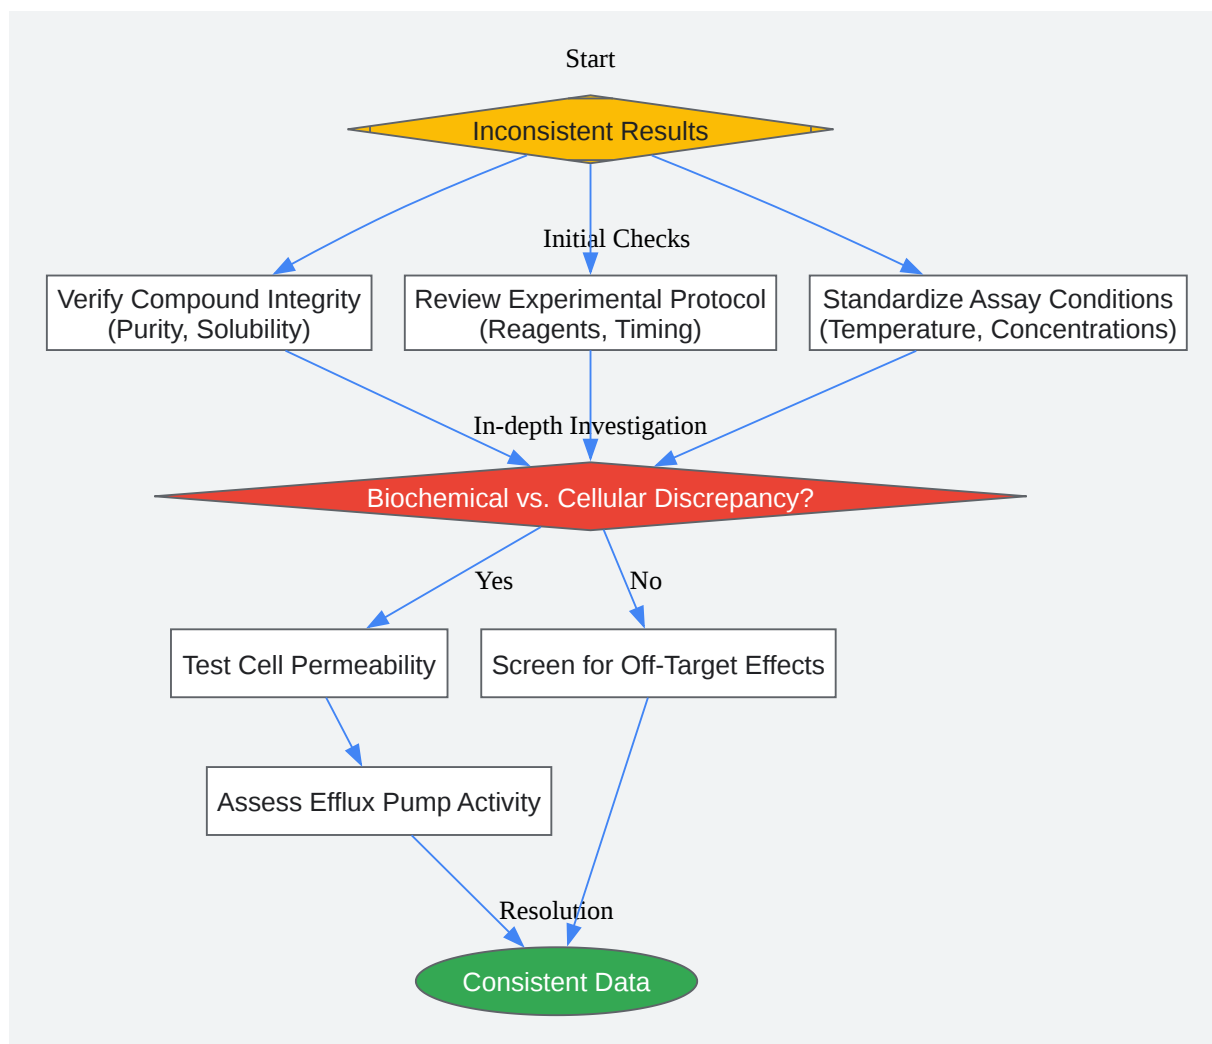 Start
Inconsistent Results
Initial Checks
Verify Compound Integrity
(Purity, Solubility)
Review Experimental Protocol
(Reagents, Timing)
Standardize Assay Conditions
(Temperature, Concentrations)
In-depth Investigation
Biochemical vs. Cellular Discrepancy?
Yes
No
Test Cell Permeability
Screen for Off-Target Effects
Assess Efflux Pump Activity
Resolution
Consistent Data